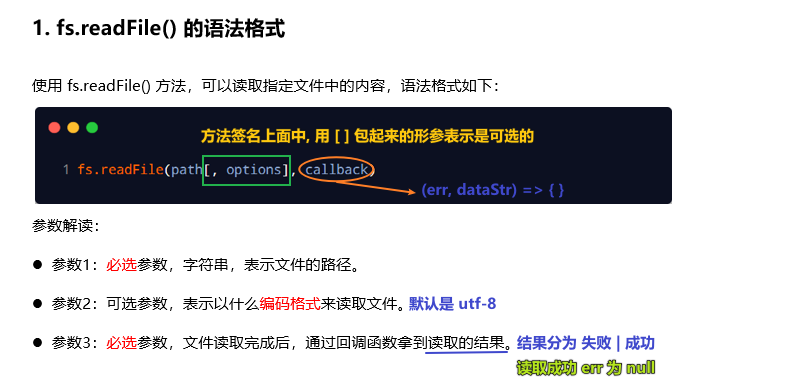 1. fs.readFile() 的语法格式
使用 fs.readFile() 方法，可以读取指定文件中的内容，语法格式如下：
方法签名上面中, 用 [ ] 包起来的形参表示是可选的
1 fs.readFile(path[, options], callback)
(err, dataStr) => { }
参数解读：
● 参数1：必选参数，字符串，表示文件的路径。
● 参数2：可选参数，表示以什么编码格式来读取文件。默认是 utf-8
● 参数3：必选参数，文件读取完成后，通过回调函数拿到读取的结果。结果分为 失败 | 成功
读取成功 err 为 null